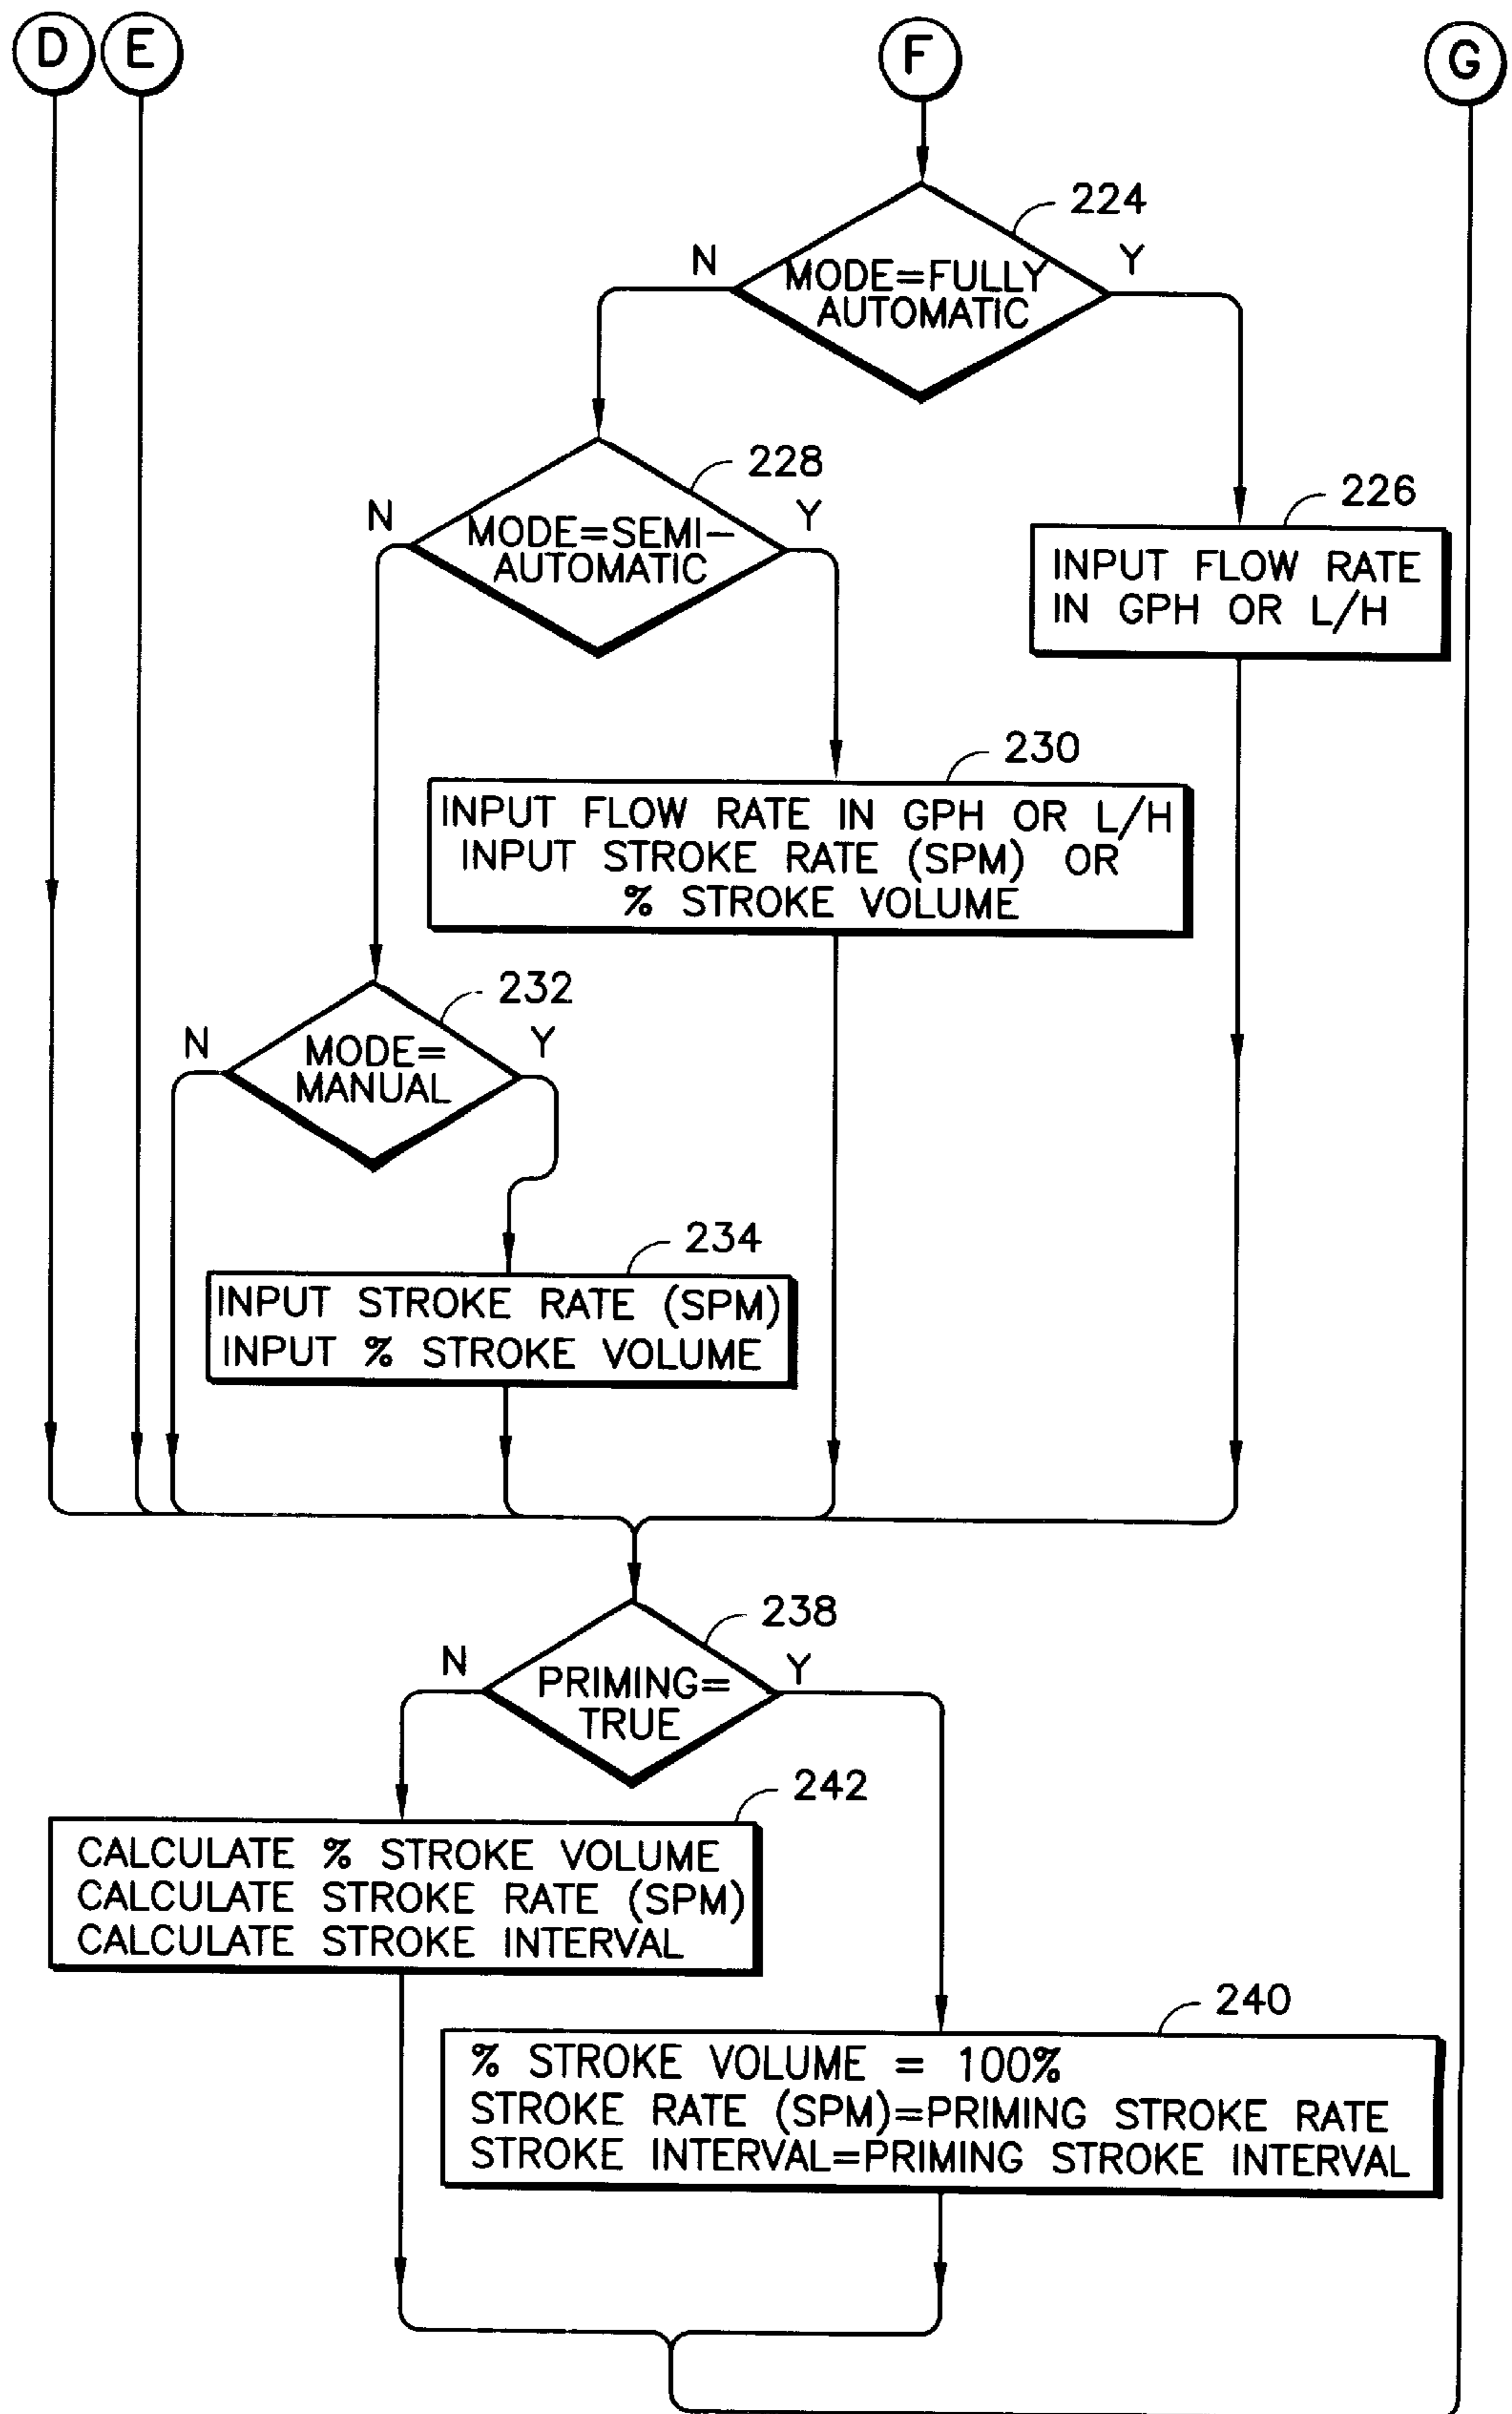 D
E
F
G
224
N
Y
MODE=FULLY
AUTOMATIC
228
N
Y
MODE=SEMI-
AUTOMATIC
226
INPUT FLOW RATE
IN GPH OR L/H
230
INPUT FLOW RATE IN GPH OR L/H
INPUT STROKE RATE (SPM) OR
% STROKE VOLUME
232
N
Y
MODE=
MANUAL
234
INPUT STROKE RATE (SPM)
INPUT % STROKE VOLUME
238
N
Y
PRIMING=
TRUE
242
CALCULATE % STROKE VOLUME
CALCULATE STROKE RATE (SPM)
CALCULATE STROKE INTERVAL
240
% STROKE VOLUME = 100%
STROKE RATE (SPM)=PRIMING STROKE RATE
STROKE INTERVAL=PRIMING STROKE INTERVAL